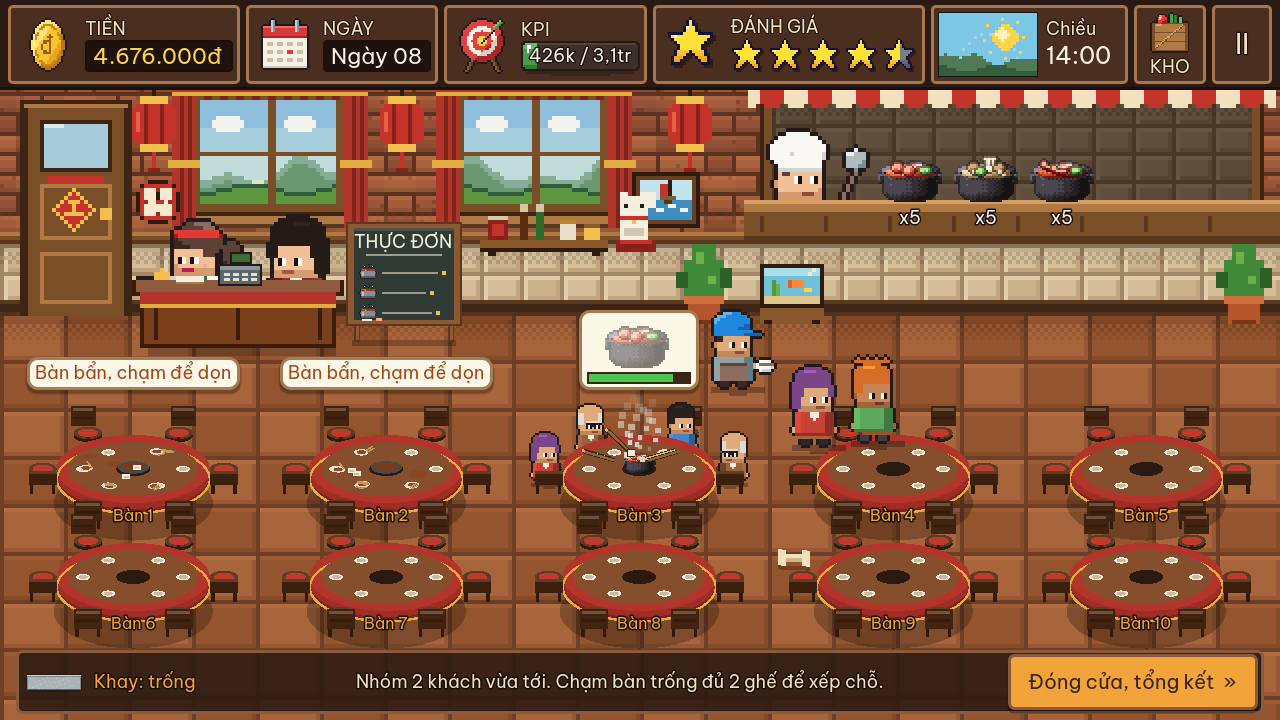 TIỀN
4.676.000đ
NGÀY
Ngày 08
KPI
426k / 3,1tr
ĐÁNH GIÁ
Chiều
14:00
KHO
x5
x5
x5
THỰC ĐƠN
Bàn bẩn, chạm để dọn
Bàn bẩn, chạm để dọn
Bàn 1
Bàn 2
Bàn 3
Bàn 4
Bàn 5
Bàn 6
Bàn 7
Bàn 8
Bàn 9
Bàn 10
Khay: trống
Nhóm 2 khách vừa tới. Chạm bàn trống đủ 2 ghế để xếp chỗ.
Đóng cửa, tổng kết »